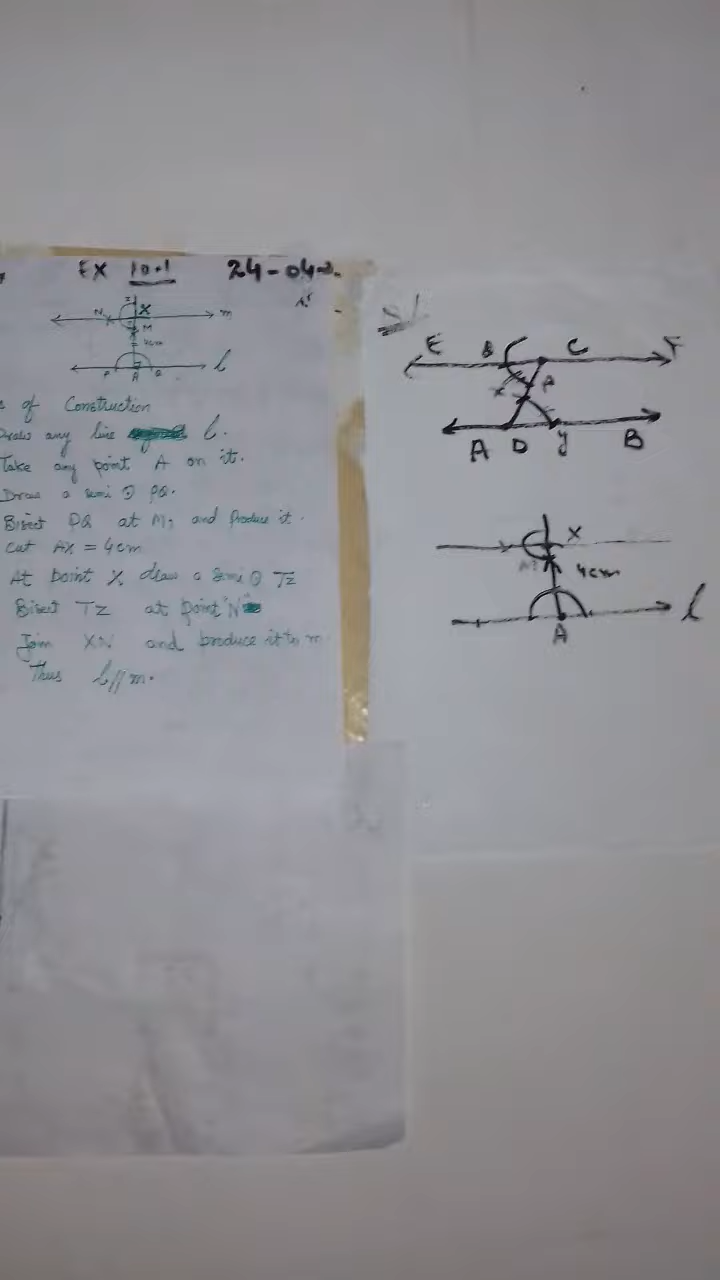 EX 10.1 24-04-
N X
M m
4cm
P A Q l
of Construction
Draw any line l.
Take any point A on it.
Draw a semi ⊙ PQ.
Bisect PQ at M, and produce it.
Cut AX = 4cm
At point X draw a semi ⊙ TZ
Bisect TZ at point N
Join XN and produce it to m
Thus l//m.
S1
E B C F
X P
A D Y B
X
4cm
A l